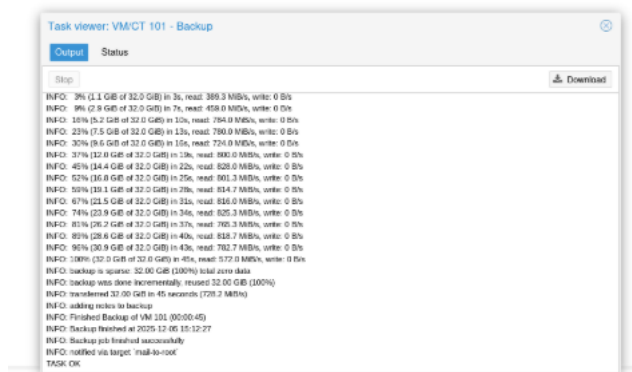 Task viewer: VM/CT 101 - Backup
Output Status
Stop Download
INFO: 3% (1.1 GiB of 32.0 GiB) in 3s, read: 389.3 MiB/s, write: 0 B/s
INFO: 9% (2.9 GiB of 32.0 GiB) in 7s, read: 459.0 MiB/s, write: 0 B/s
INFO: 16% (5.2 GiB of 32.0 GiB) in 10s, read: 784.0 MiB/s, write: 0 B/s
INFO: 23% (7.5 GiB of 32.0 GiB) in 13s, read: 780.0 MiB/s, write: 0 B/s
INFO: 30% (9.6 GiB of 32.0 GiB) in 16s, read: 724.0 MiB/s, write: 0 B/s
INFO: 37% (12.0 GiB of 32.0 GiB) in 19s, read: 800.0 MiB/s, write: 0 B/s
INFO: 45% (14.4 GiB of 32.0 GiB) in 22s, read: 828.0 MiB/s, write: 0 B/s
INFO: 52% (16.8 GiB of 32.0 GiB) in 25s, read: 801.3 MiB/s, write: 0 B/s
INFO: 59% (19.1 GiB of 32.0 GiB) in 28s, read: 814.7 MiB/s, write: 0 B/s
INFO: 67% (21.5 GiB of 32.0 GiB) in 31s, read: 816.0 MiB/s, write: 0 B/s
INFO: 74% (23.9 GiB of 32.0 GiB) in 34s, read: 825.3 MiB/s, write: 0 B/s
INFO: 81% (26.2 GiB of 32.0 GiB) in 37s, read: 765.3 MiB/s, write: 0 B/s
INFO: 89% (28.6 GiB of 32.0 GiB) in 40s, read: 818.7 MiB/s, write: 0 B/s
INFO: 96% (30.9 GiB of 32.0 GiB) in 43s, read: 782.7 MiB/s, write: 0 B/s
INFO: 100% (32.0 GiB of 32.0 GiB) in 45s, read: 572.0 MiB/s, write: 0 B/s
INFO: backup is sparse: 32.00 GiB (100%) total zero data
INFO: backup was done incrementally, reused 32.00 GiB (100%)
INFO: transferred 32.00 GiB in 45 seconds (728.2 MiB/s)
INFO: adding notes to backup
INFO: Finished Backup of VM 101 (00:00:45)
INFO: Backup finished at 2025-12-05 15:12:27
INFO: Backup job finished successfully
INFO: notified via target `mail-to-root`
TASK OK